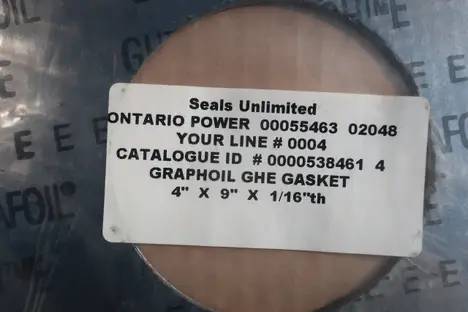 Seals Unlimited
ONTARIO POWER 00055463 02048
YOUR LINE # 0004
CATALOGUE ID # 0000538461 4
GRAPHOIL GHE GASKET
4" X 9" X 1/16"th